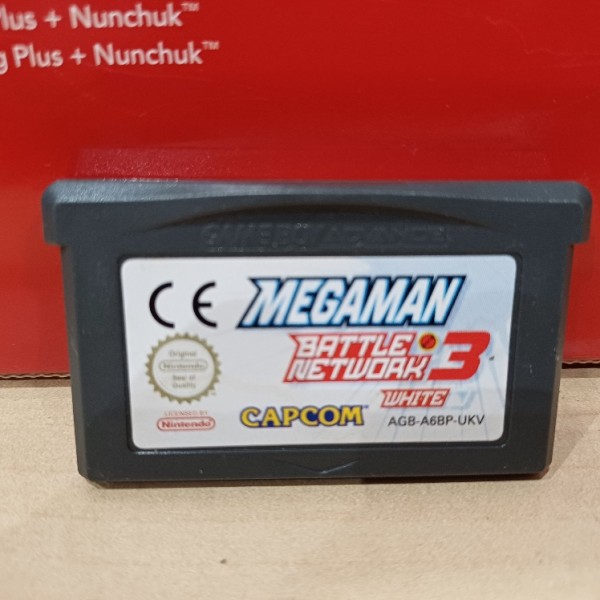 Plus + Nunchuk™
g Plus + Nunchuk™
GAME BOY ADVANCE
CE
MEGAMAN
BATTLE
NETWORK 3
WHITE
Original
Nintendo
Seal of
Quality
LICENSED BY
Nintendo
CAPCOM
AGB-A6BP-UKV